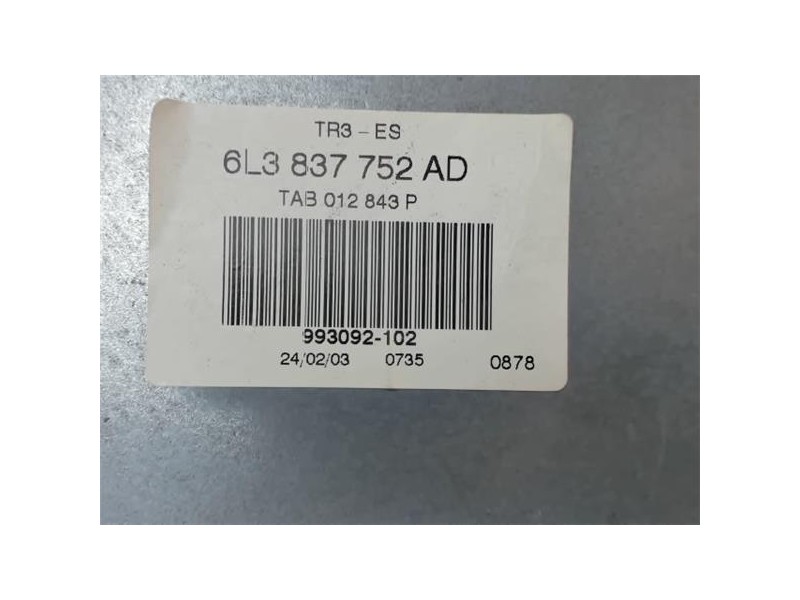 TR3 - ES
6L3 837 752 AD
TAB 012 843 P
993092-102
24/02/03 0735 0878